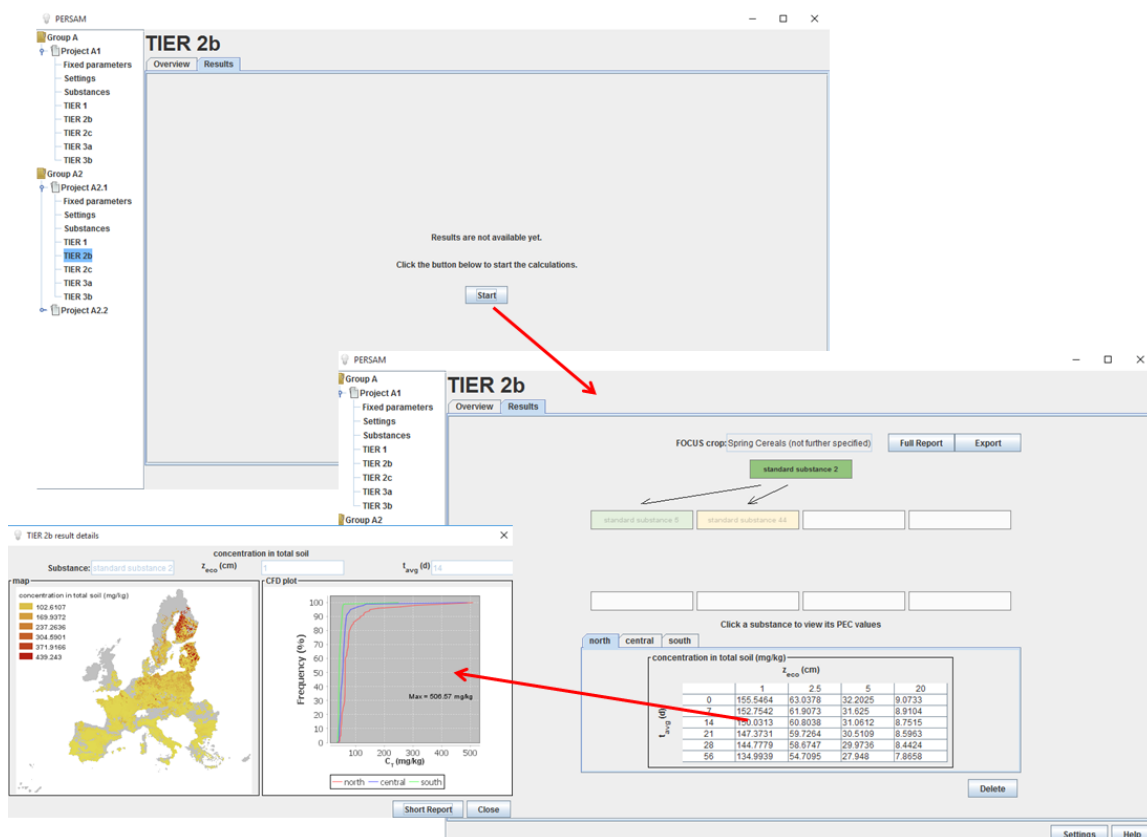 PERSAM
Group A
Project A1
Fixed parameters
Settings
Substances
TIER 1
TIER 2b
TIER 2c
TIER 3a
TIER 3b
Group A2
Project A2.1
Fixed parameters
Settings
Substances
TIER 1
TIER 2b
TIER 2c
TIER 3a
TIER 3b
Project A2.2
TIER 2b
Overview Results
Results are not available yet.
Click the button below to start the calculations.
Start
PERSAM
Group A
Project A1
Fixed parameters
Settings
Substances
TIER 1
TIER 2b
TIER 2c
TIER 3a
TIER 3b
Group A2
TIER 2b
Overview Results
FOCUS crop: Spring Cereals (not further specified) Full Report Export
standard substance 2
standard substance 5 standard substance 44
Click a substance to view its PEC values
north central south
concentration in total soil (mg/kg)
z eco (cm)
t avg (d)
1 2.5 5 20
0 155.5464 63.0378 32.2025 9.0733
7 152.7542 61.9073 31.625 8.9104
14 150.0313 60.8038 31.0612 8.7515
21 147.3731 59.7264 30.5109 8.5963
28 144.7779 58.6747 29.9736 8.4424
56 134.9939 54.7095 27.948 7.8658
Delete
Settings Help
TIER 2b result details
concentration in total soil
Substance: standard substance 2 z eco (cm) 1 t avg (d) 14
map
concentration in total soil (mg/kg)
102.6107
169.9372
237.2636
304.5901
371.9166
439.243
CFD plot
Frequency (%)
100
90
80
70
60
50
40
30
20
10
0
Max = 506.57 mg/kg
100 200 300 400 500
C T (mg/kg)
north central south
Short Report Close